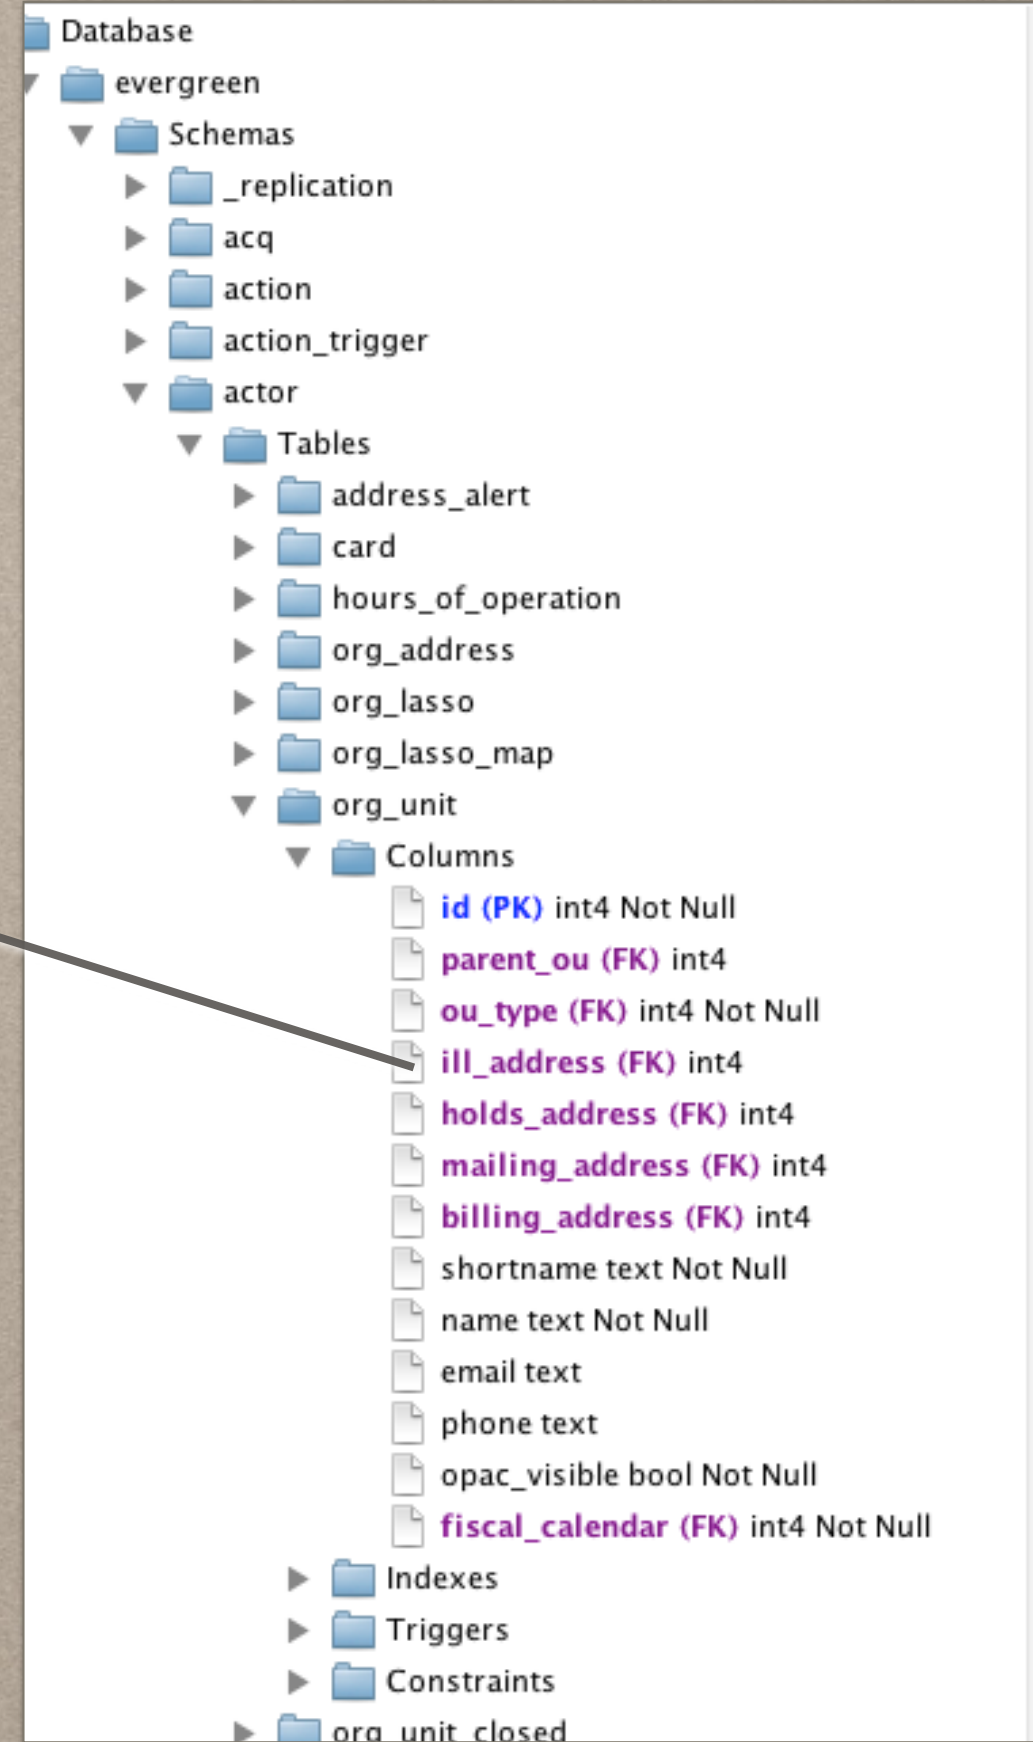 Database
evergreen
Schemas
_replication
acq
action
action_trigger
actor
Tables
address_alert
card
hours_of_operation
org_address
org_lasso
org_lasso_map
org_unit
Columns
id (PK) int4 Not Null
parent_ou (FK) int4
ou_type (FK) int4 Not Null
ill_address (FK) int4
holds_address (FK) int4
mailing_address (FK) int4
billing_address (FK) int4
shortname text Not Null
name text Not Null
email text
phone text
opac_visible bool Not Null
fiscal_calendar (FK) int4 Not Null
Indexes
Triggers
Constraints
org_unit_closed